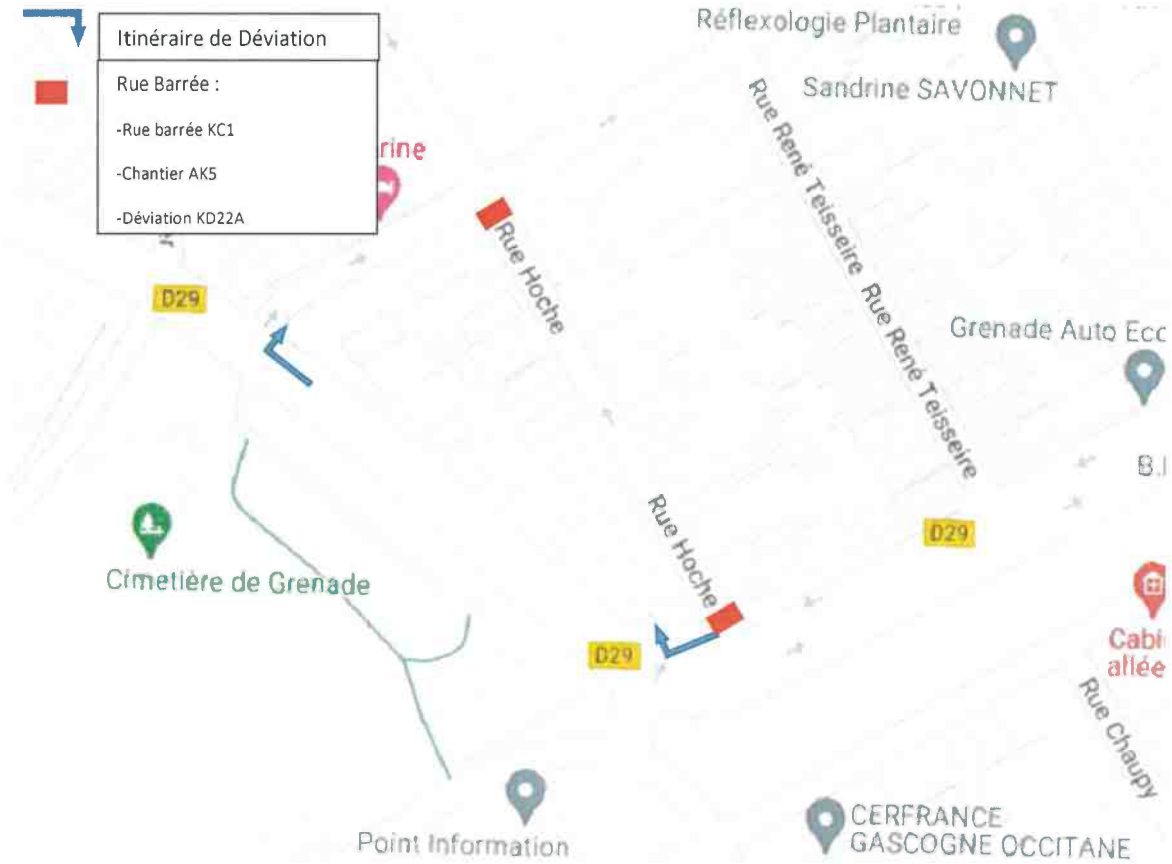 Itinéraire de Déviation
Rue Barrée :
-Rue barrée KC1
-Chantier AK5
-Déviation KD22A
Réflexologie Plantaire
Sandrine SAVONNET
Rue René Teisseire
Rue René Teisseire
Rue Hoche
D29
Grenade Auto Ecc
B.I
Rue Hoche
D29
Cimetière de Grenade
D29
Cabi
allée
Rue Chaupy
Point Information
CERFRANCE
GASCOGNE OCCITANE